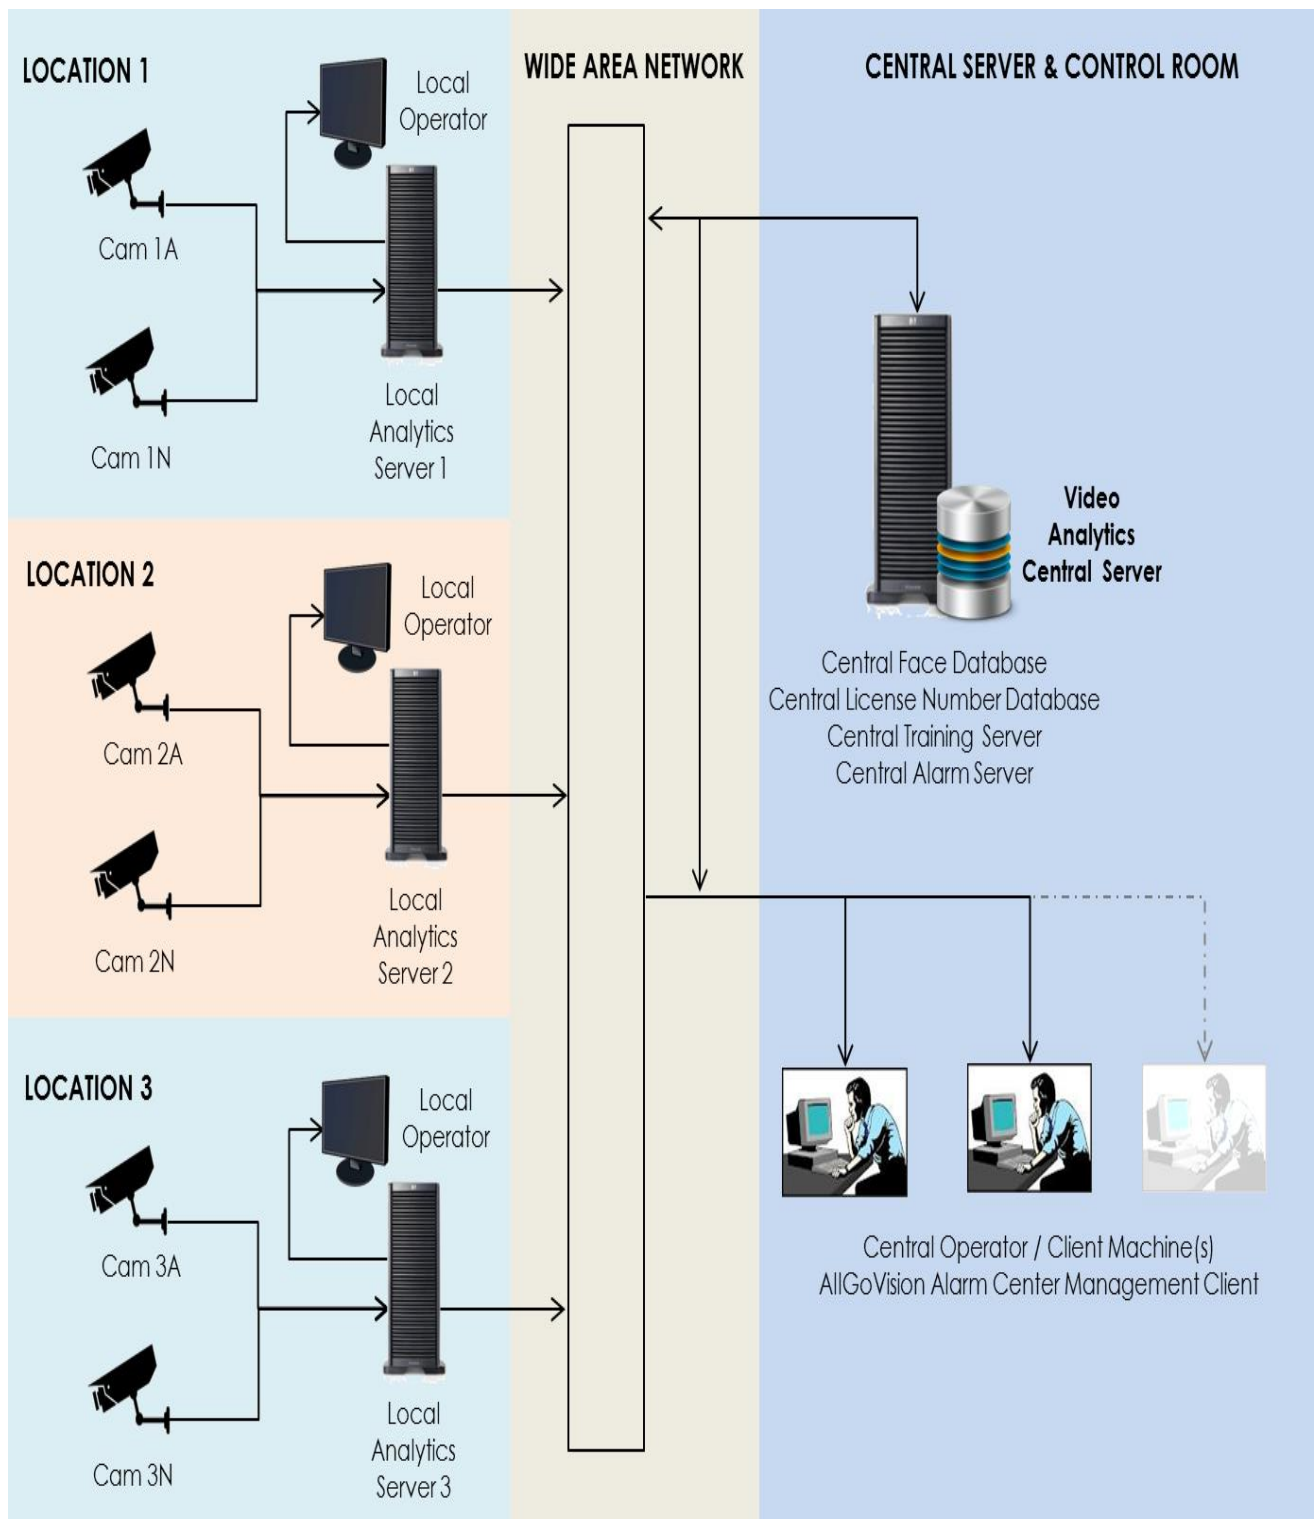 LOCATION 1
Local
Operator
Cam 1A
Cam 1N
Local
Analytics
Server 1
LOCATION 2
Local
Operator
Cam 2A
Cam 2N
Local
Analytics
Server 2
LOCATION 3
Local
Operator
Cam 3A
Cam 3N
Local
Analytics
Server 3
WIDE AREA NETWORK
CENTRAL SERVER & CONTROL ROOM
Video
Analytics
Central Server
Central Face Database
Central License Number Database
Central Training Server
Central Alarm Server
Central Operator / Client Machine(s)
AllGoVision Alarm Center Management Client